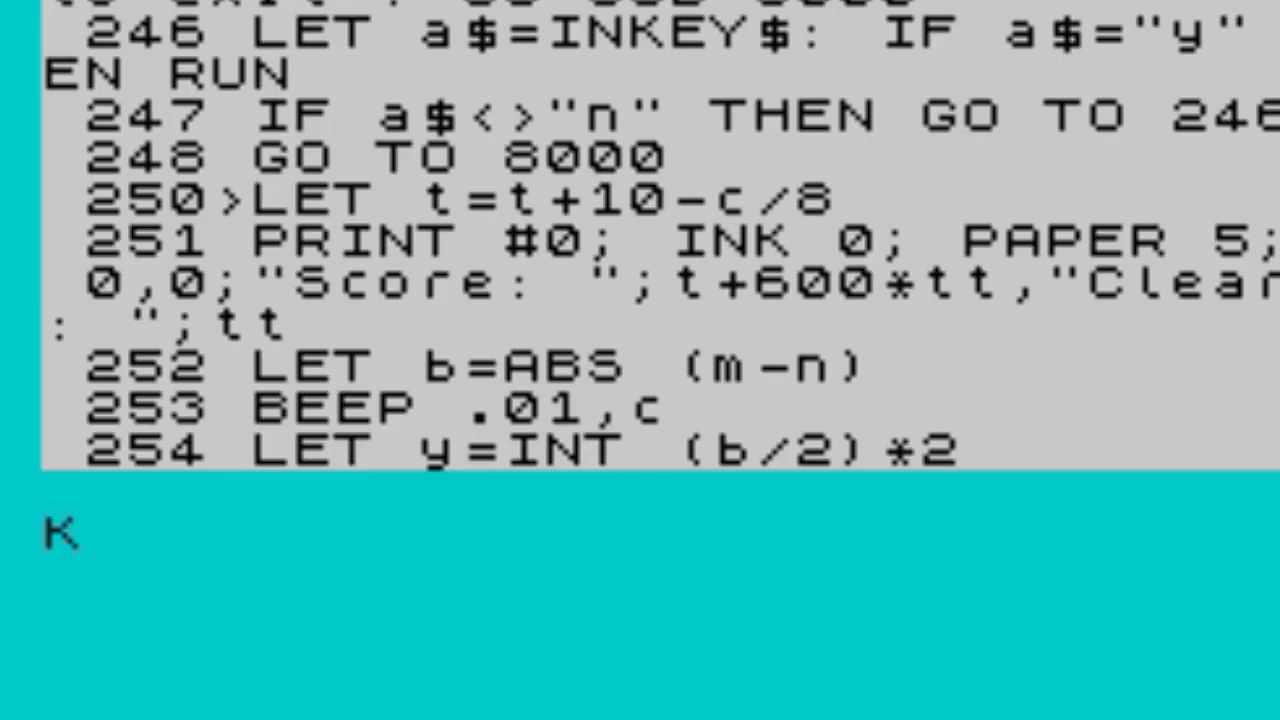 246 LET a$=INKEY$: IF a$="y"
EN RUN
247 IF a$<>"n" THEN GO TO 246
248 GO TO 8000
250>LET t=t+10-c/8
251 PRINT #0; INK 0; PAPER 5;
0,0;"Score: ";t+600*tt,"Clear
: ";tt
252 LET b=ABS (m-n)
253 BEEP .01,c
254 LET y=INT (b/2)*2
K